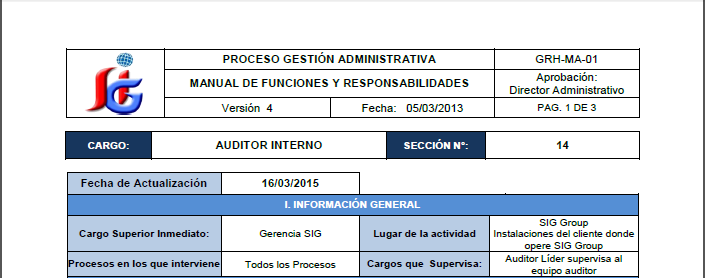 SIG
PROCESO GESTIÓN ADMINISTRATIVA
GRH-MA-01
MANUAL DE FUNCIONES Y RESPONSABILIDADES
Aprobación:
Director Administrativo
Versión 4
Fecha: 05/03/2013
PAG. 1 DE 3
CARGO:
AUDITOR INTERNO
SECCIÓN N°:
14
Fecha de Actualización
16/03/2015
I. INFORMACIÓN GENERAL
Cargo Superior Inmediato:
Gerencia SIG
Lugar de la actividad
SIG Group
Instalaciones del cliente donde
opere SIG Group
Procesos en los que interviene
Todos los Procesos
Cargos que Supervisa:
Auditor Líder supervisa al
equipo auditor